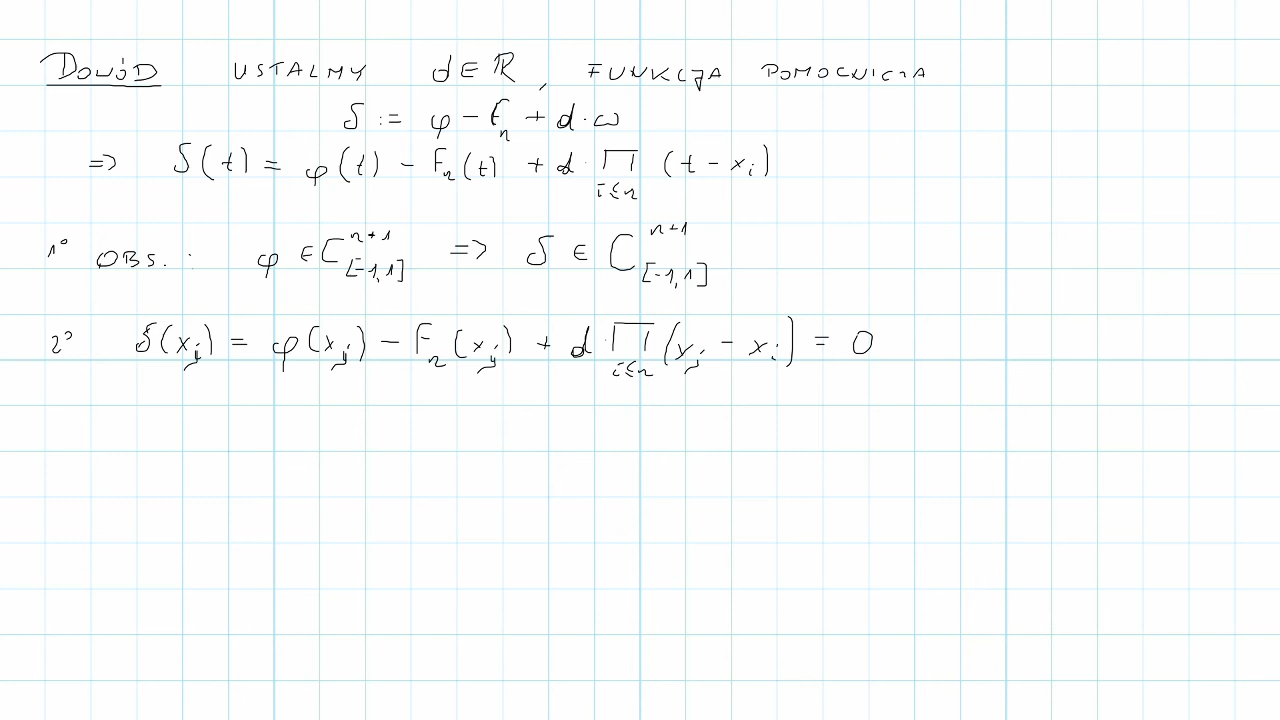 DOWÓD USTALMY d ∈ ℝ, FUNKCJA POMOCNICZA
δ := φ − F_n + d · ω
=> δ(t) = φ(t) − F_n(t) + d · ∏_{i≤n} (t − x_i)
1° OBS. : φ ∈ C^{n+1}_{[-1,1]} => δ ∈ C^{n+1}_{[-1,1]}
2° δ(x_j) = φ(x_j) − F_n(x_j) + d · ∏_{i≤n} (x_j − x_i) = 0